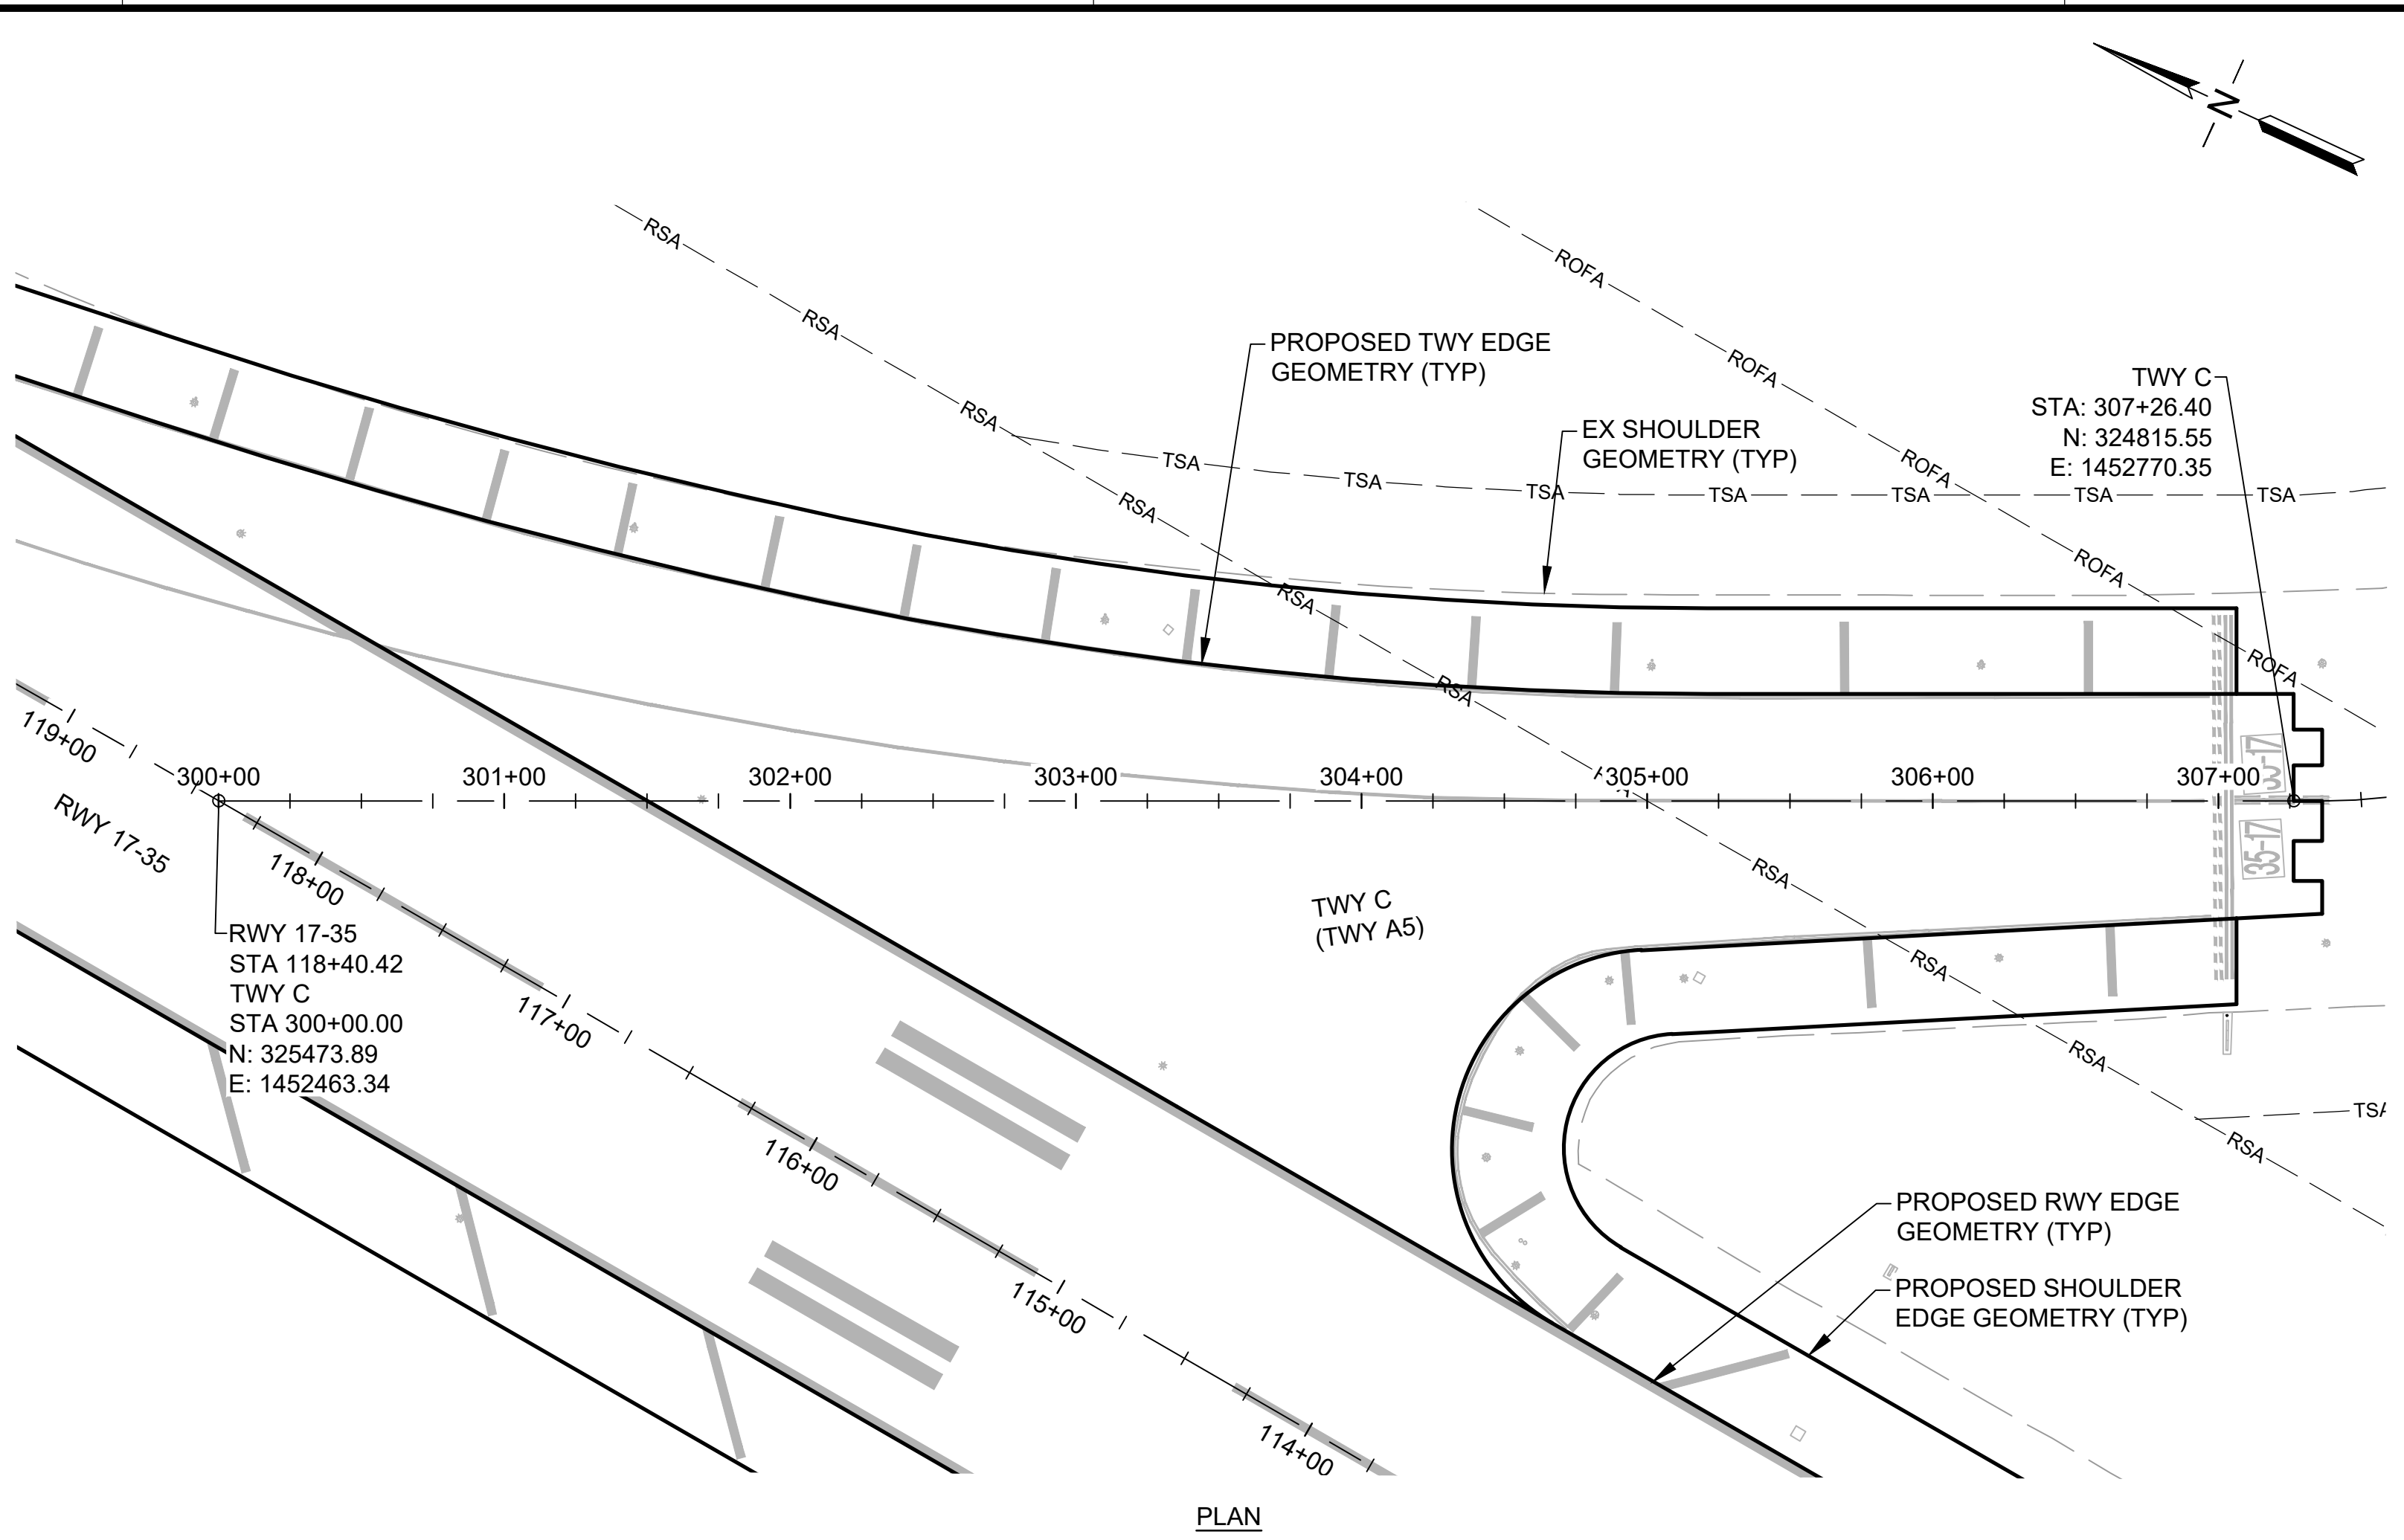 N
RSA
ROFA
RSA
PROPOSED TWY EDGE
GEOMETRY (TYP)
ROFA
TWY C
STA: 307+26.40
N: 324815.55
E: 1452770.35
RSA
EX SHOULDER
GEOMETRY (TYP)
ROFA
TSA
TSA
TSA
TSA
TSA
TSA
TSA
RSA
ROFA
RSA
ROFA
RSA
119+00
300+00
301+00
302+00
303+00
304+00
305+00
306+00
307+00
35-17
RWY 17-35
118+00
RSA
35-17
TWY C
(TWY A5)
RWY 17-35
STA 118+40.42
TWY C
STA 300+00.00
N: 325473.89
E: 1452463.34
RSA
117+00
RSA
TSA
RSA
116+00
PROPOSED RWY EDGE
GEOMETRY (TYP)
115+00
PROPOSED SHOULDER
EDGE GEOMETRY (TYP)
114+00
PLAN